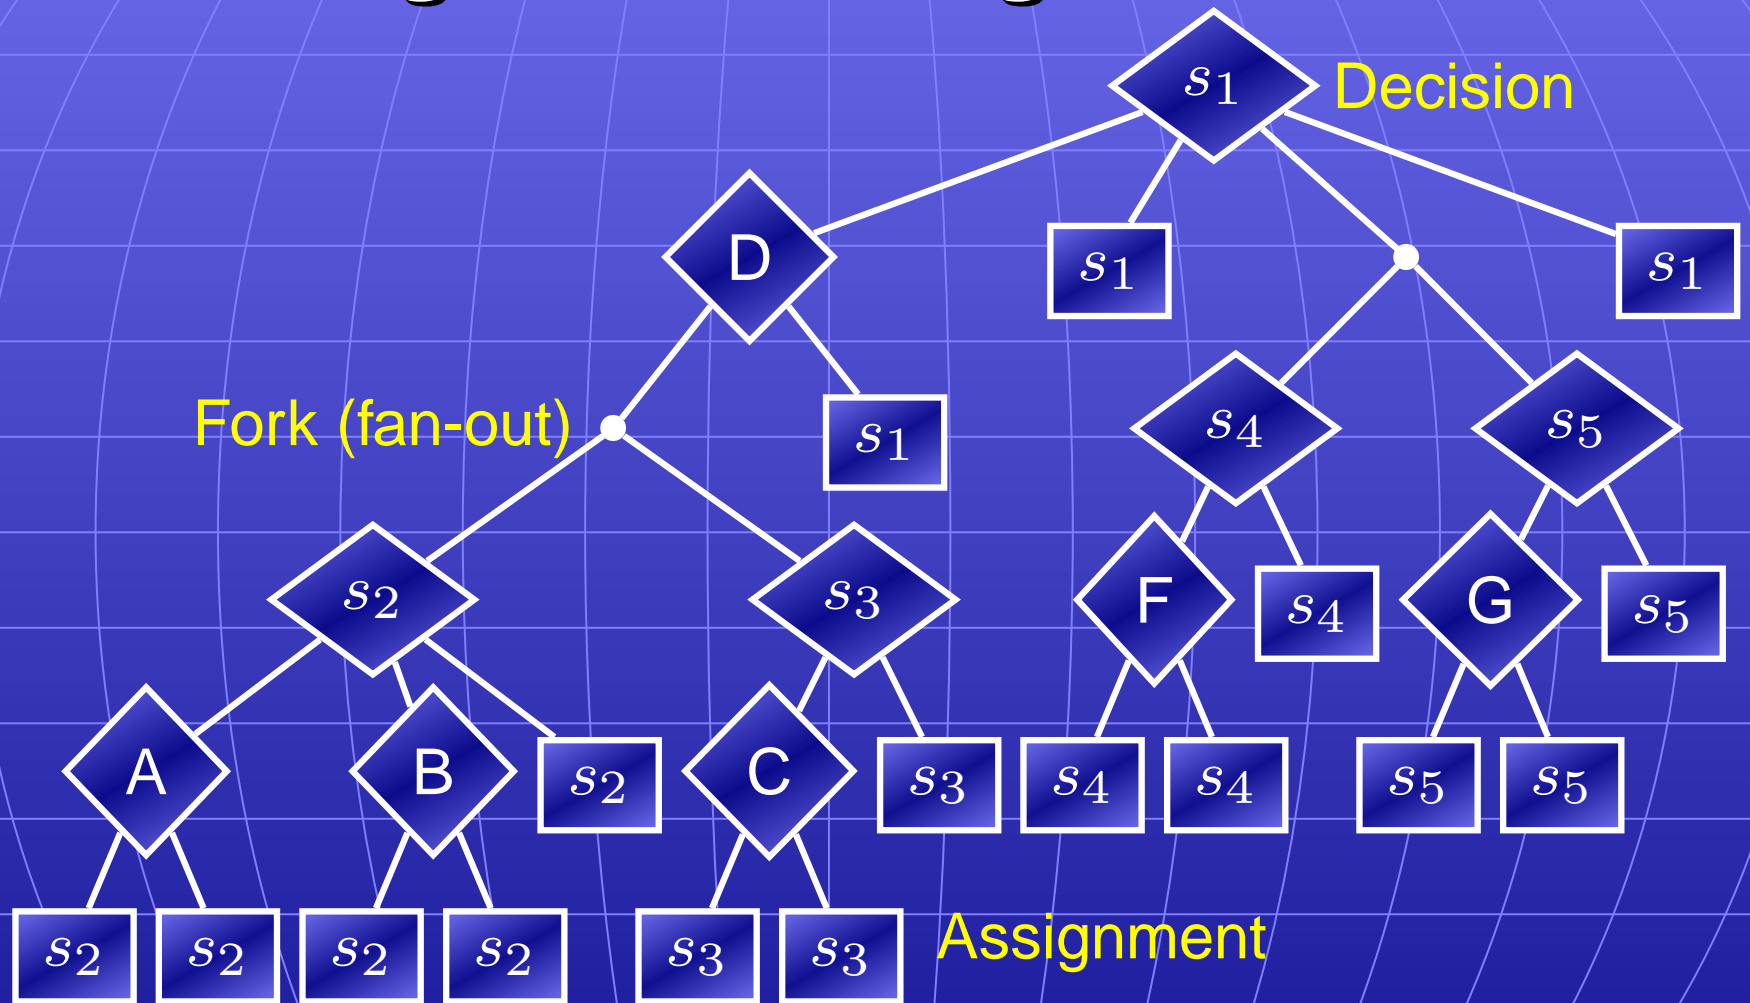 s1 Decision
D
s1 s1
Fork (fan-out) s1 s4 s5
s2 s3 F s4 G s5
A B s2 C s3 s4 s4 s5 s5
s2 s2 s2 s2 s3 s3 Assignment